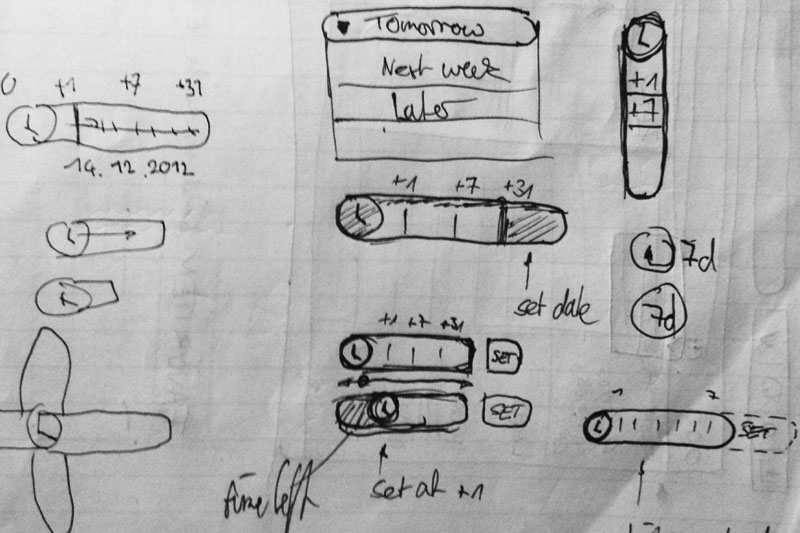 0 +1 +7 +31
14.12.2012
Tomorrow
Next week
Later
+1
+7
+1 +7 +31
set date
7d
7d
+1 +7 +31
SET
SET
time left
set at +1
1 7
SET